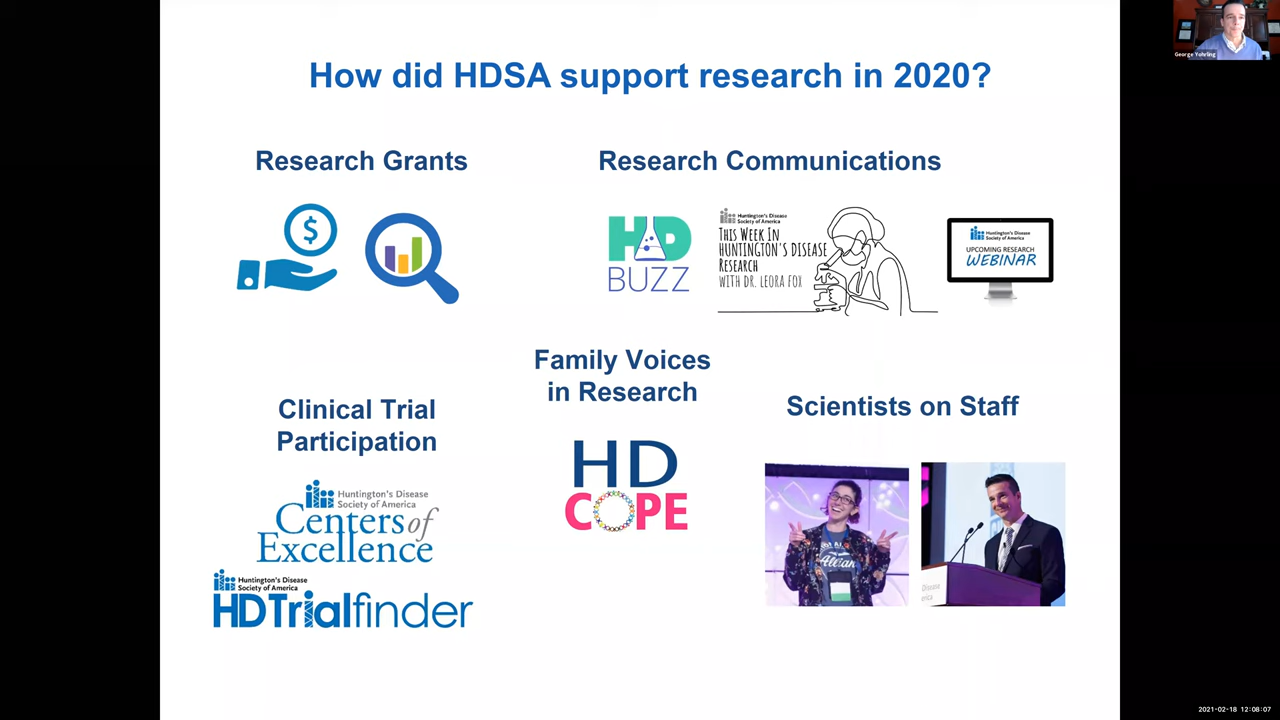 How did HDSA support research in 2020?
George Yohrling
Research Grants
Research Communications
$
HD
BUZZ
Huntington's Disease
Society of America
THIS WEEK IN
HUNTINGTON'S DISEASE
RESEARCH
WITH DR. LEORA FOX
Huntington's Disease
Society of America
UPCOMING RESEARCH
WEBINAR
Family Voices
in Research
HD
COPE
Clinical Trial
Participation
Huntington's Disease
Society of America
Centers of
Excellence
Huntington's Disease
Society of America
HDTrialfinder
Scientists on Staff
2021-02-18 12:08:07